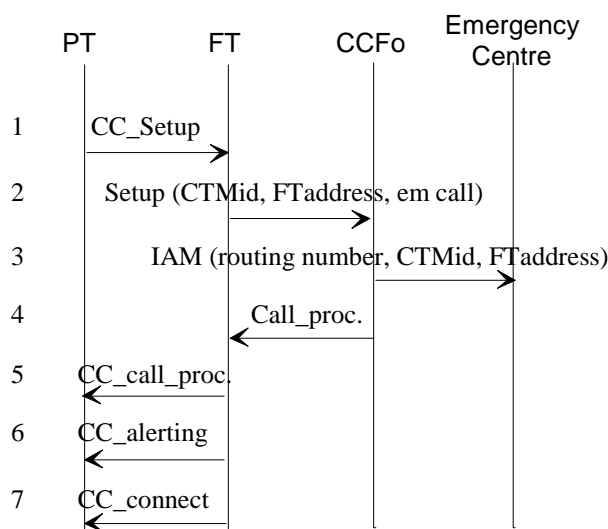 PT FT CCFo Emergency
Centre
1 CC_Setup
2 Setup (CTMid, FTaddress, em call)
3 IAM (routing number, CTMid, FTaddress)
4 Call_proc.
5 CC_call_proc.
6 CC_alerting
7 CC_connect